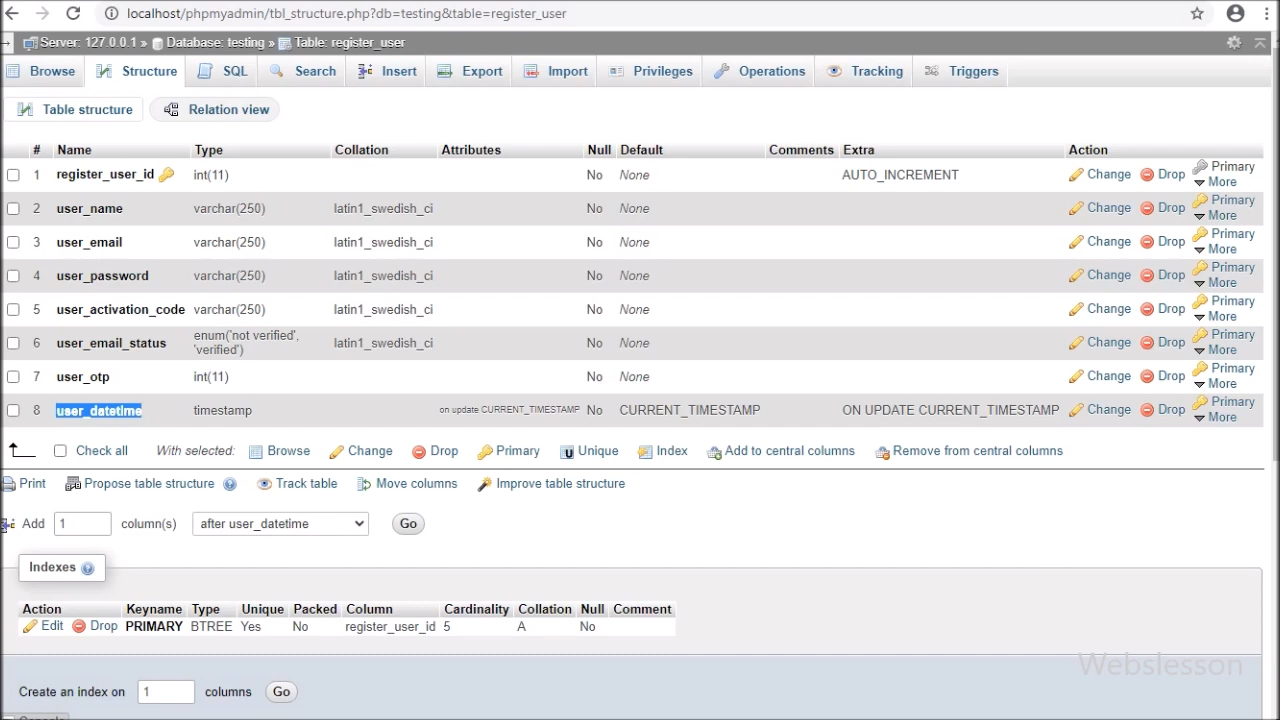 localhost/phpmyadmin/tbl_structure.php?db=testing&table=register_user
Server: 127.0.0.1 » Database: testing » Table: register_user
Browse Structure SQL Search Insert Export Import Privileges Operations Tracking Triggers
Table structure Relation view
# Name Type Collation Attributes Null Default Comments Extra Action
1 register_user_id int(11) No None AUTO_INCREMENT Change Drop Primary More
2 user_name varchar(250) latin1_swedish_ci No None Change Drop Primary More
3 user_email varchar(250) latin1_swedish_ci No None Change Drop Primary More
4 user_password varchar(250) latin1_swedish_ci No None Change Drop Primary More
5 user_activation_code varchar(250) latin1_swedish_ci No None Change Drop Primary More
6 user_email_status enum('not verified', 'verified') latin1_swedish_ci No None Change Drop Primary More
7 user_otp int(11) No None Change Drop Primary More
8 user_datetime timestamp on update CURRENT_TIMESTAMP No CURRENT_TIMESTAMP ON UPDATE CURRENT_TIMESTAMP Change Drop Primary More
Check all With selected: Browse Change Drop Primary Unique Index Add to central columns Remove from central columns
Print Propose table structure Track table Move columns Improve table structure
Add 1 column(s) after user_datetime Go
Indexes
Action Keyname Type Unique Packed Column Cardinality Collation Null Comment
Edit Drop PRIMARY BTREE Yes No register_user_id 5 A No
Webslesson
Create an index on 1 columns Go
Console